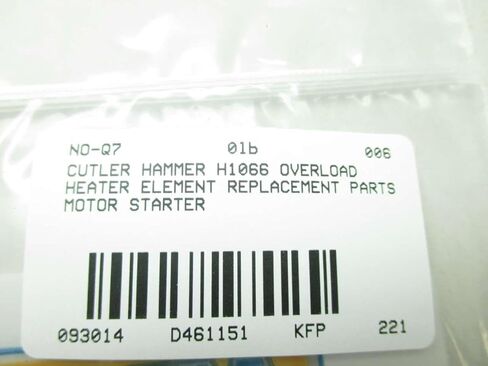 NO-Q7 01b 006
CUTLER HAMMER H1066 OVERLOAD
HEATER ELEMENT REPLACEMENT PARTS
MOTOR STARTER
093014 D461151 KFP 221